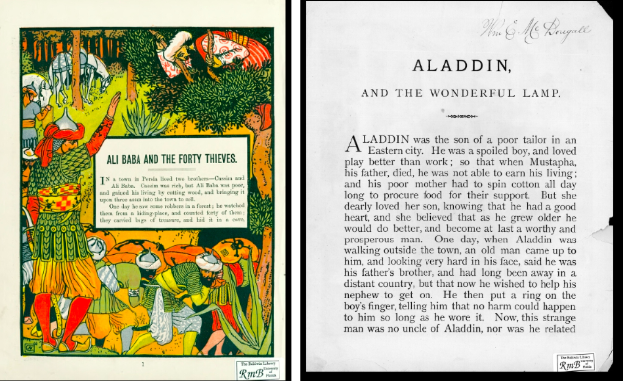 ALI BABA AND THE FORTY THIEVES.
IN a town in Persia lived two brothers—Cassim and
Ali Baba. Cassim was rich, but Ali Baba was poor,
and gained his living by cutting wood, and bringing it
upon three asses into the town to sell.
One day he saw some robbers in a forest; he watched
them from a hiding-place, and counted forty of them;
they carried bags of treasure, and hid it in a cave,
The Baldwin Library
University
of
Florida
RmB
Wm E McDougall
ALADDIN,
AND THE WONDERFUL LAMP.
ALADDIN was the son of a poor tailor in an
Eastern city. He was a spoiled boy, and loved
play better than work; so that when Mustapha,
his father, died, he was not able to earn his living;
and his poor mother had to spin cotton all day
long to procure food for their support. But she
dearly loved her son, knowing that he had a good
heart, and she believed that as he grew older he
would do better, and become at last a worthy and
prosperous man. One day, when Aladdin was
walking outside the town, an old man came up to
him, and looking very hard in his face, said he was
his father's brother, and had long been away in a
distant country, but that now he wished to help his
nephew to get on. He then put a ring on the
boy's finger, telling him that no harm could happen
to him so long as he wore it. Now, this strange
man was no uncle of Aladdin, nor was he related
The Baldwin Library
University
of
Florida
RmB